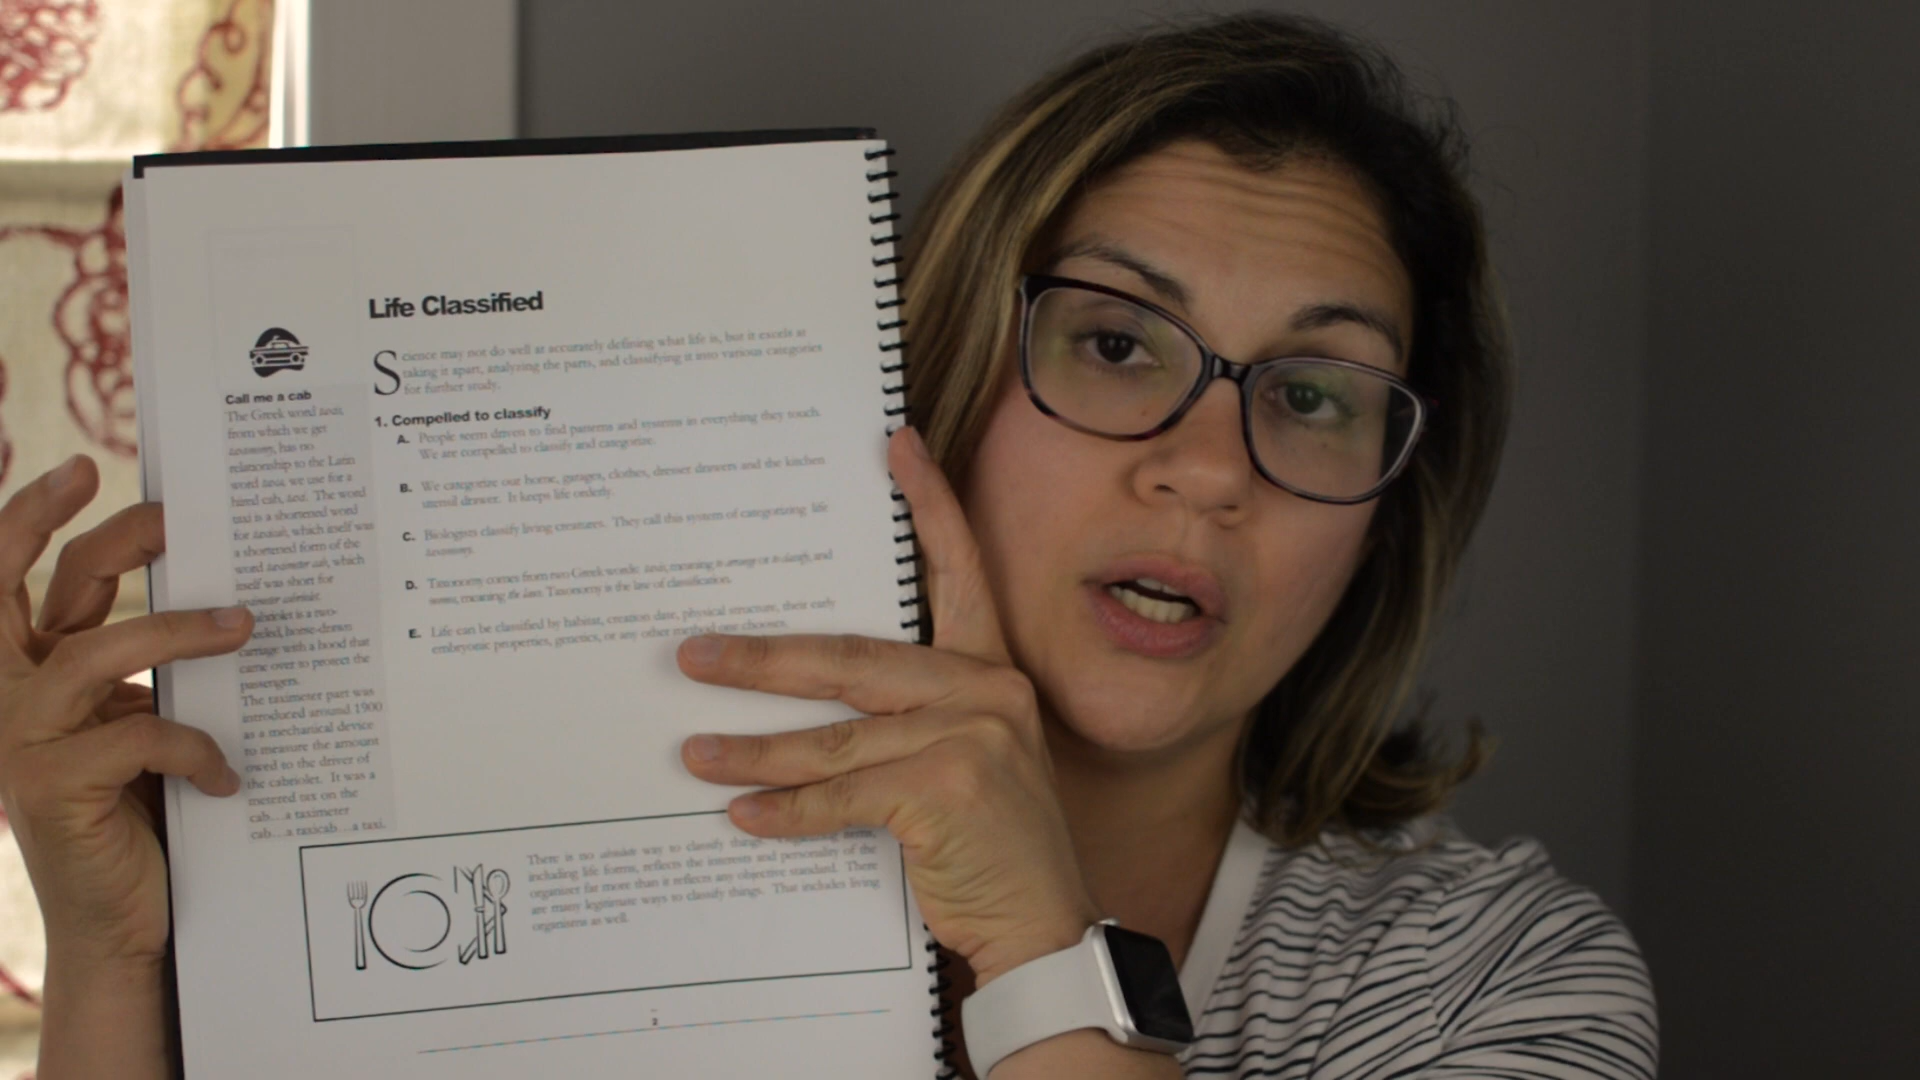 Life Classified
Science may not do well at accurately defining what life is, but it excels at
taking it apart, analyzing the parts, and classifying it into various categories
for further study.
1. Compelled to classify
A. People seem driven to find patterns and systems in everything they touch.
We are compelled to classify and categorize.
B. We categorize our home, garages, clothes, dresser drawers and the kitchen
utensil drawer. It keeps life orderly.
C. Biologists classify living creatures. They call this system of categorizing life
taxonomy.
D. Taxonomy comes from two Greek words: taxis, meaning to arrange or to classify, and
nomos, meaning the law. Taxonomy is the law of classification.
E. Life can be classified by habitat, creation date, physical structure, their early
embryonic properties, genetics, or any other method one chooses.
Call me a cab
The Greek word taxis,
from which we get
taxonomy, has no
relationship to the Latin
word taxa, we use for a
hired cab, taxi. The word
taxi is a shortened word
for taxicab, which itself was
a shortened form of the
word taximeter cab, which
itself was short for
taximeter cabriolet.
cabriolet is a two-
wheeled, horse-drawn
carriage with a hood that
came over to protect the
passengers.
The taximeter part was
introduced around 1900
as a mechanical device
to measure the amount
owed to the driver of
the cabriolet. It was a
metered tax on the
cab…a taximeter
cab…a taxicab…a taxi.
There is no absolute way to classify things.
including life forms, reflects the interests and personality of the
organizer far more than it reflects any objective standard. There
are many legitimate ways to classify things. That includes living
organisms as well.
2